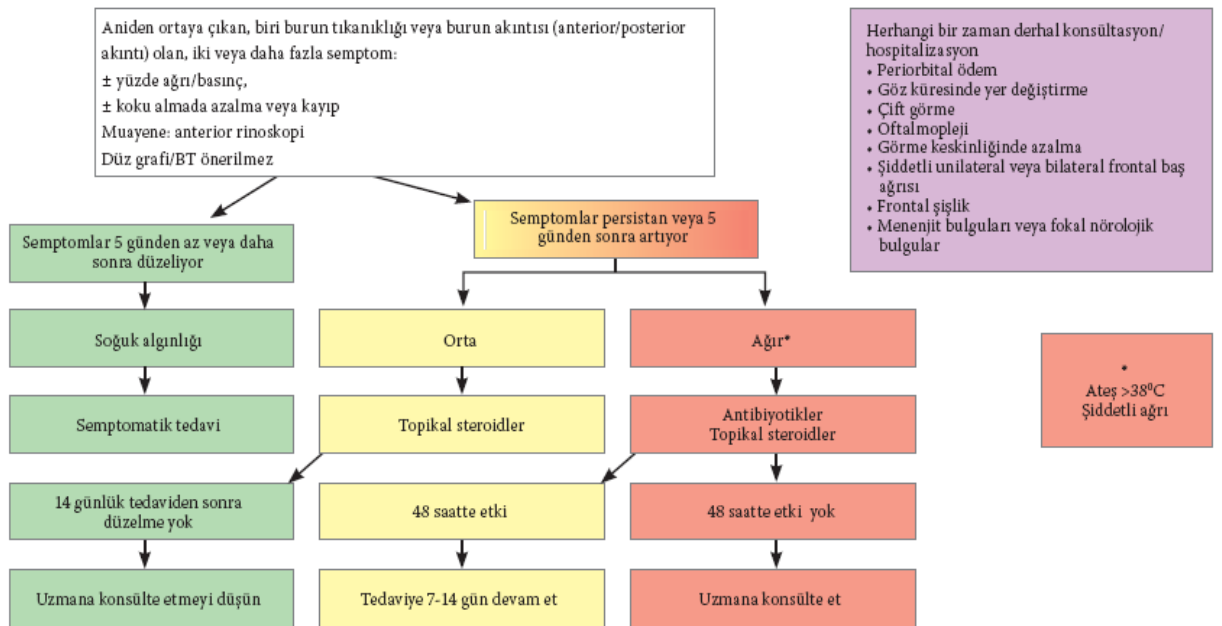 Aniden ortaya çıkan, biri burun tıkanıklığı veya burun akıntısı (anterior/posterior
akıntı) olan, iki veya daha fazla semptom:
± yüzde ağrı/basınç,
± koku almada azalma veya kayıp
Muayene: anterior rinoskopi
Düz grafi/BT önerilmez
Herhangi bir zaman derhal konsültasyon/
hospitalizasyon
• Periorbital ödem
• Göz küresinde yer değiştirme
• Çift görme
• Oftalmopleji
• Görme keskinliğinde azalma
• Şiddetli unilateral veya bilateral frontal baş
ağrısı
• Frontal şişlik
• Menenjit bulguları veya fokal nörolojik
bulgular
Semptomlar 5 günden az veya daha
sonra düzeliyor
Semptomlar persistan veya 5
günden sonra artıyor
Soğuk algınlığı
Orta
Ağır*
Semptomatik tedavi
Topikal steroidler
Antibiyotikler
Topikal steroidler
*
Ateş >38⁰C
Şiddetli ağrı
14 günlük tedaviden sonra
düzelme yok
48 saatte etki
48 saatte etki yok
Uzmana konsülte etmeyi düşün
Tedaviye 7-14 gün devam et
Uzmana konsülte et